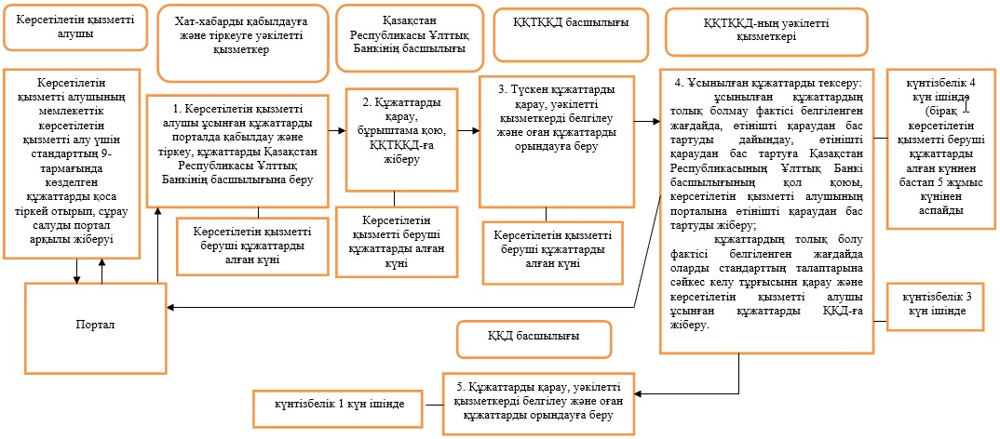 Көрсетілетін қызметті
алушы
Хат-хабарды қабылдауға
және тіркеуге уәкілетті
қызметкер
Қазақстан
Республикасы Ұлттық
Банкінің басшылығы
ҚҚТҚҚД басшылығы
ҚҚТҚҚД-ның уәкілетті
қызметкері
Көрсетілетін
қызметті алушының
мемлекеттік
көрсетілетін
қызметті алу үшін
стандарттың 9-
тармағында
көзделген
құжаттарды қоса
тіркей отырып, сұрау
салуды портал
арқылы жіберуі
1. Көрсетілетін қызметті
алушы ұсынған құжаттарды
порталда қабылдау және
тіркеу, құжаттарды Қазақстан
Республикасы Ұлттық
Банкінің басшылығына беру
2. Құжаттарды
қарау,
бұрыштама қою,
ҚҚТҚҚД-ға
жіберу
3. Түскен құжаттарды
қарау, уәкілетті
қызметкерді белгілеу
және оған құжаттарды
орындауға беру
4. Ұсынылған құжаттарды тексеру:
ұсынылған құжаттардың
толық болмау фактісі белгіленген
жағдайда, өтінішті қараудан бас
тартуды дайындау, өтінішті
қараудан бас тартуға Қазақстан
Республикасының Ұлттық Банкі
басшылығының қол қоюы,
көрсетілетін қызметті алушының
порталына өтінішті қараудан бас
тартуды жіберу;
құжаттардың толық болу
фактісі белгіленген жағдайда
оларды стандарттың талаптарына
сәйкес келу тұрғысынн қарау және
көрсетілетін қызметті алушы
ұсынған құжаттарды ҚҚД-ға
жіберу.
күнтізбелік 4
күн ішінде
(бірақ
көрсетілетін
қызметті беруші
құжаттарды
алған күннен
бастап 5 жұмыс
күнінен
аспайды
Көрсетілетін қызметті
беруші құжаттарды
алған күні
Көрсетілетін
қызметті беруші
құжаттарды алған
күні
Көрсетілетін қызметті
беруші құжаттарды
алған күні
күнтізбелік 3
күн ішінде
Портал
ҚҚД басшылығы
күнтізбелік 1 күн ішінде
5. Құжаттарды қарау, уәкілетті
қызметкерді белгілеу және оған
құжаттарды орындауға беру